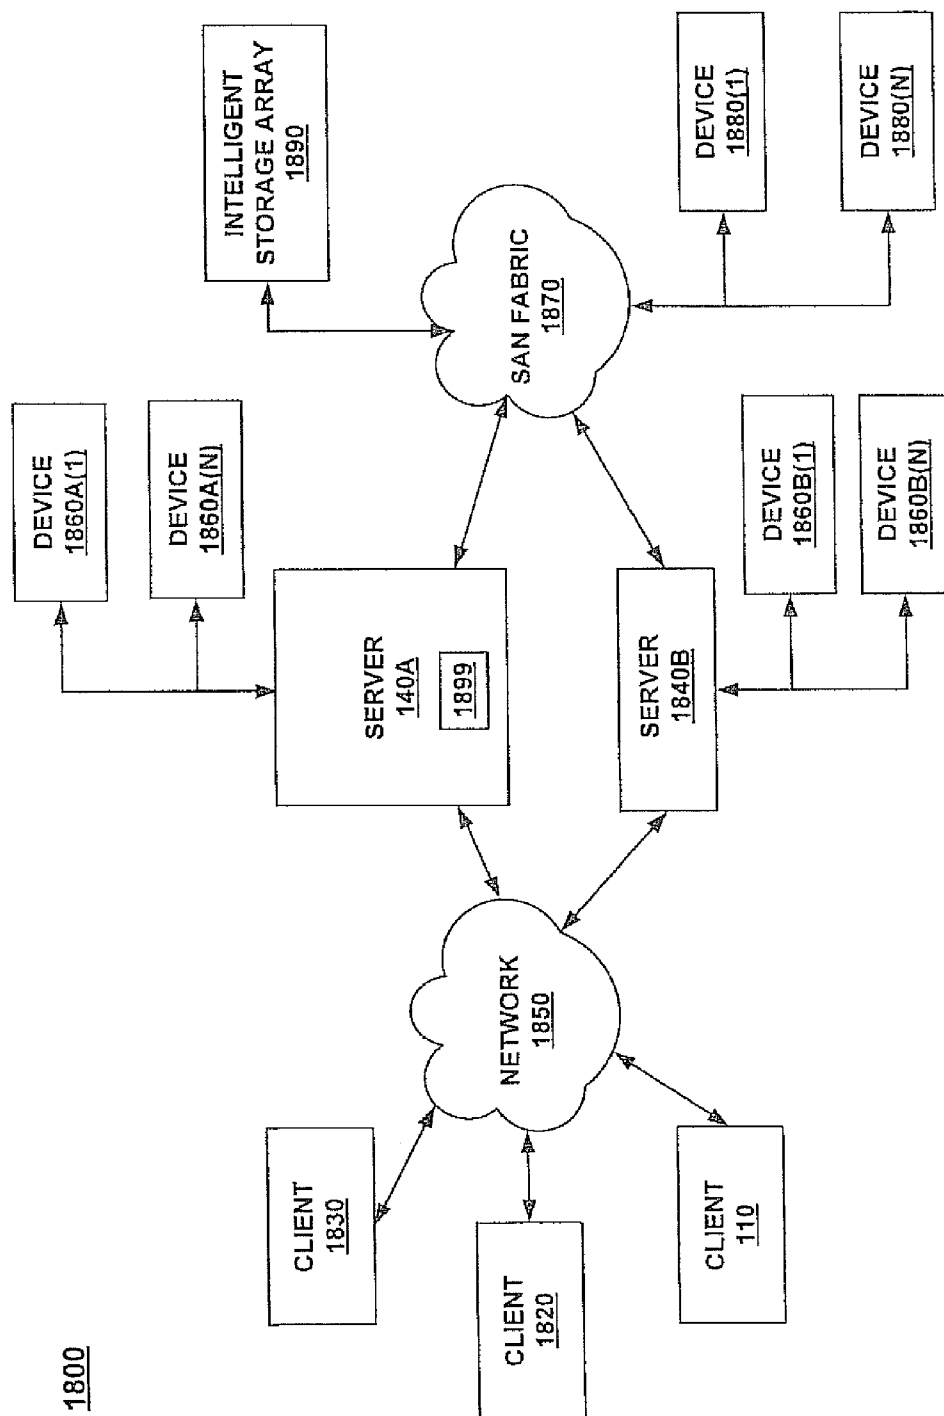 1800
CLIENT
1830
CLIENT
1820
CLIENT
110
NETWORK
1850
DEVICE
1860A(1)
DEVICE
1860A(N)
SERVER
140A
1899
SERVER
1840B
DEVICE
1860B(1)
DEVICE
1860B(N)
INTELLIGENT
STORAGE ARRAY
1890
SAN FABRIC
1870
DEVICE
1880(1)
DEVICE
1880(N)